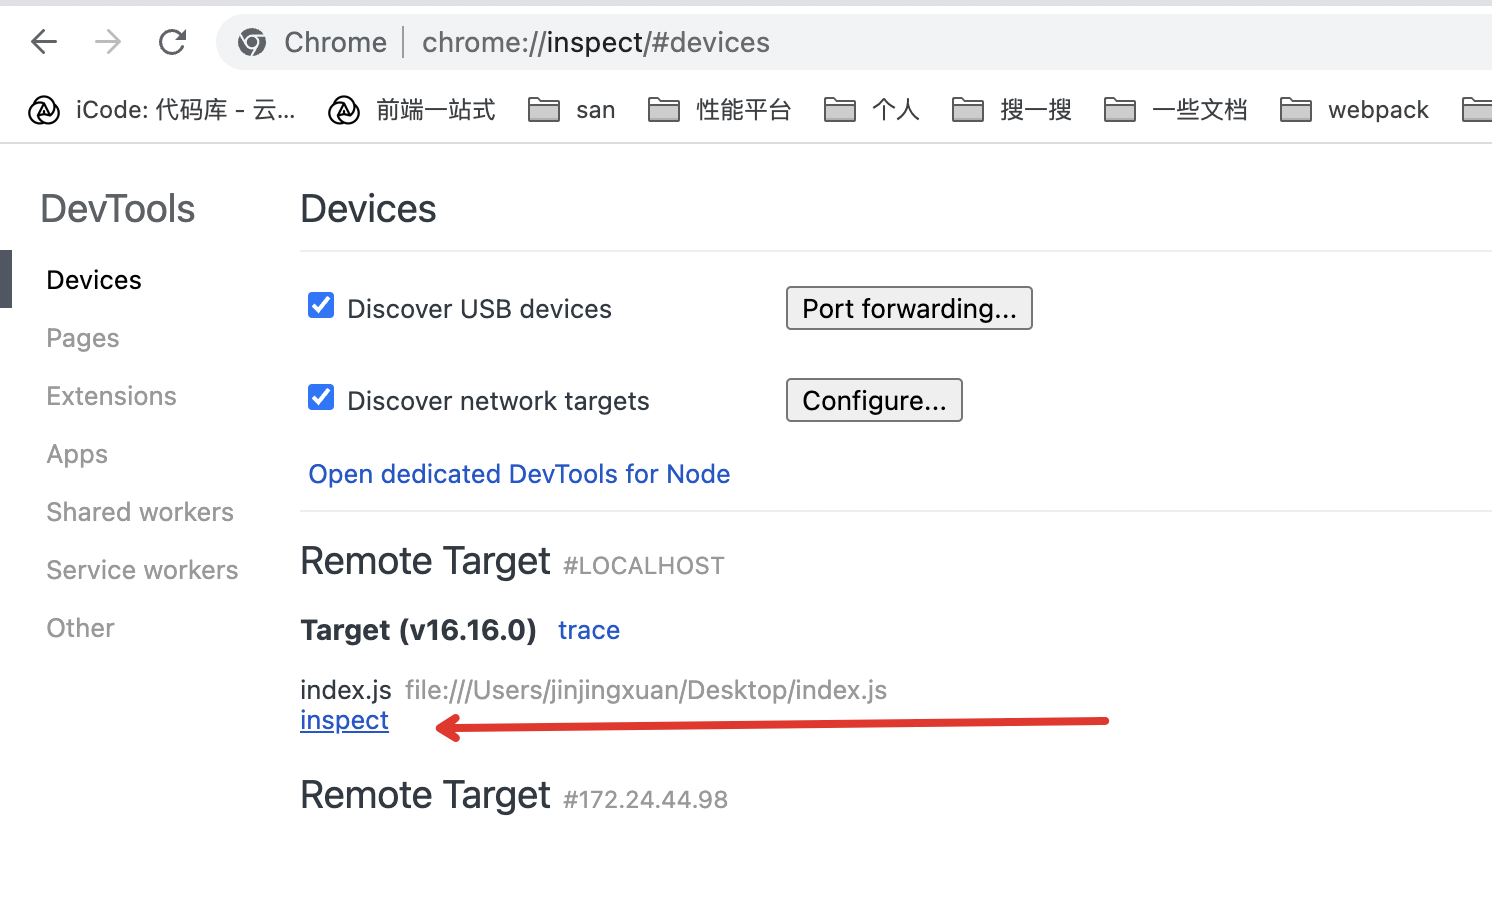 Chrome | chrome://inspect/#devices
iCode: 代码库 - 云... 前端一站式 san 性能平台 个人 搜一搜 一些文档 webpack
DevTools
Devices
Pages
Extensions
Apps
Shared workers
Service workers
Other
Devices
Discover USB devices Port forwarding...
Discover network targets Configure...
Open dedicated DevTools for Node
Remote Target #LOCALHOST
Target (v16.16.0) trace
index.js file:///Users/jinjingxuan/Desktop/index.js
inspect
Remote Target #172.24.44.98